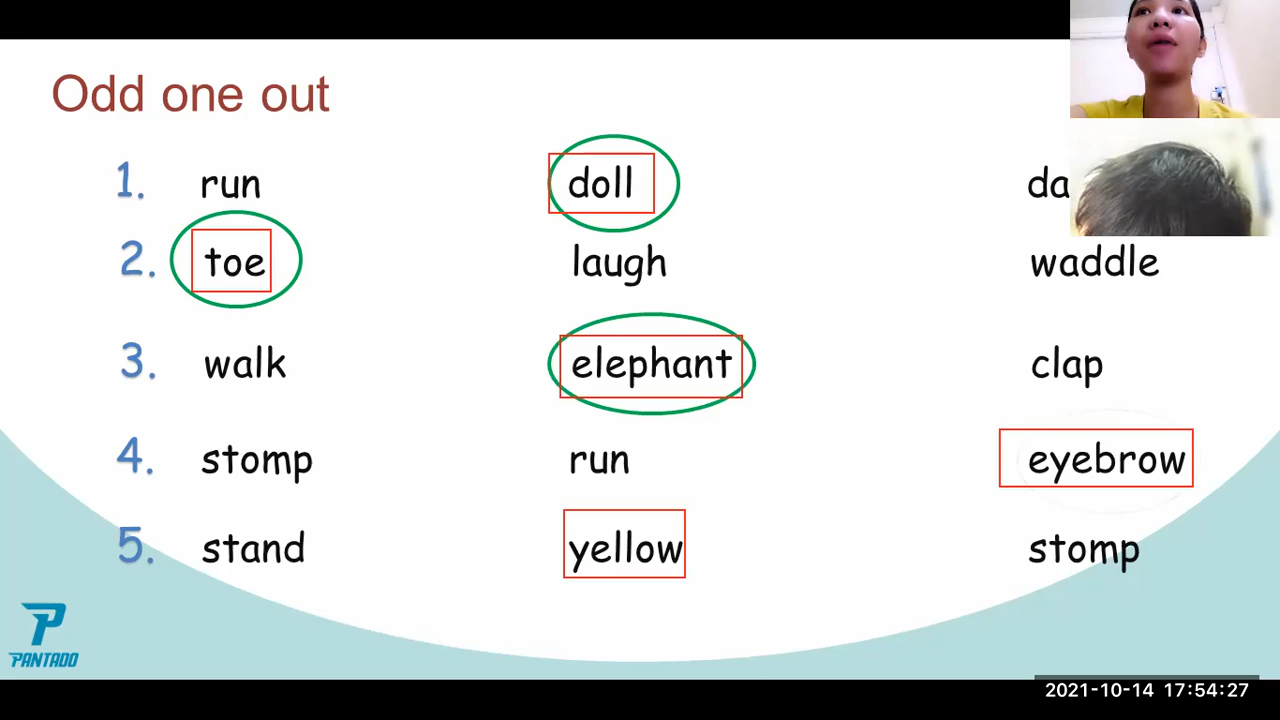 Odd one out
1. run doll da
2. toe laugh waddle
3. walk elephant clap
4. stomp run eyebrow
5. stand yellow stomp
PANTADO
2021-10-14 17:54:27